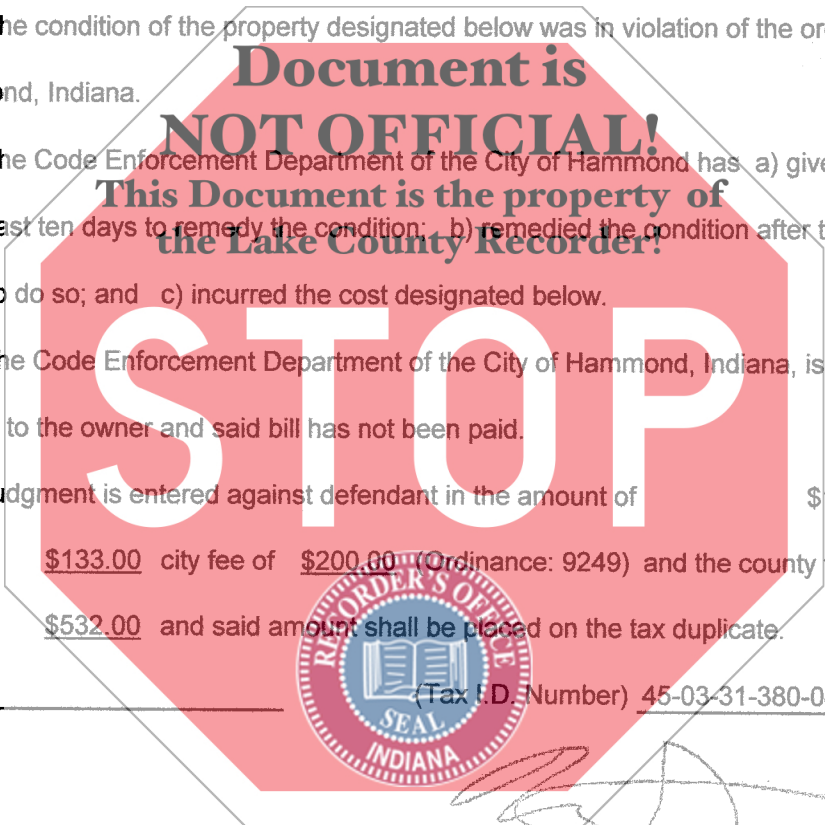 he condition of the property designated below was in violation of the or
Document is
nd, Indiana.
NOT OFFICIAL!
he Code Enforcement Department of the City of Hammond has a) give
This Document is the property of
ast ten days to remedy the condition; b) remedied the condition after t
the Lake County Recorder!
do so; and c) incurred the cost designated below.
STOP
he Code Enforcement Department of the City of Hammond, Indiana, is
to the owner and said bill has not been paid.
udgment is entered against defendant in the amount of $
$133.00 city fee of $200.00 (Ordinance: 9249) and the county
$532.00 and said amount shall be placed on the tax duplicate.
RECORDER'S OFFICE
SEAL
INDIANA
(Tax I.D. Number) 45-03-31-380-0